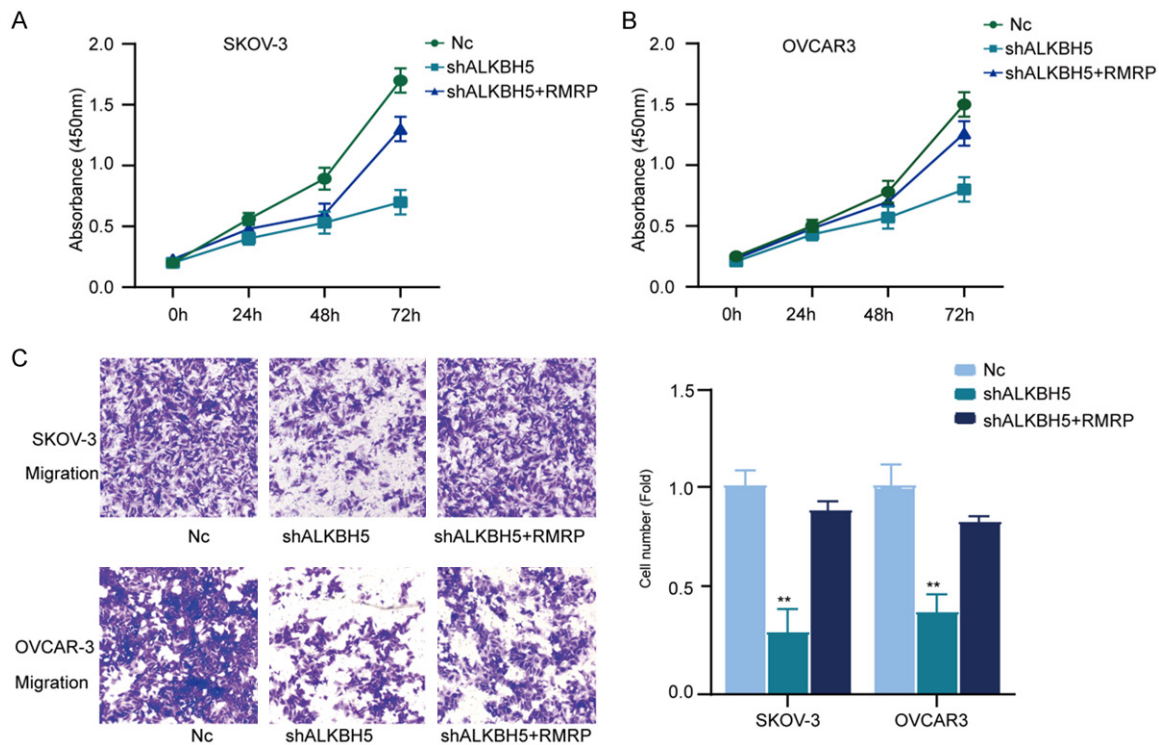 A
SKOV-3
Nc
shALKBH5
shALKBH5+RMRP
Absorbance (450nm)
2.0
1.5
1.0
0.5
0.0
0h
24h
48h
72h
B
OVCAR3
Nc
shALKBH5
shALKBH5+RMRP
Absorbance (450nm)
2.0
1.5
1.0
0.5
0.0
0h
24h
48h
72h
C
SKOV-3
Migration
Nc
shALKBH5
shALKBH5+RMRP
OVCAR-3
Migration
Nc
shALKBH5
shALKBH5+RMRP
Nc
shALKBH5
shALKBH5+RMRP
Cell number (Fold)
1.5
1.0
0.5
0.0
**
**
SKOV-3
OVCAR3